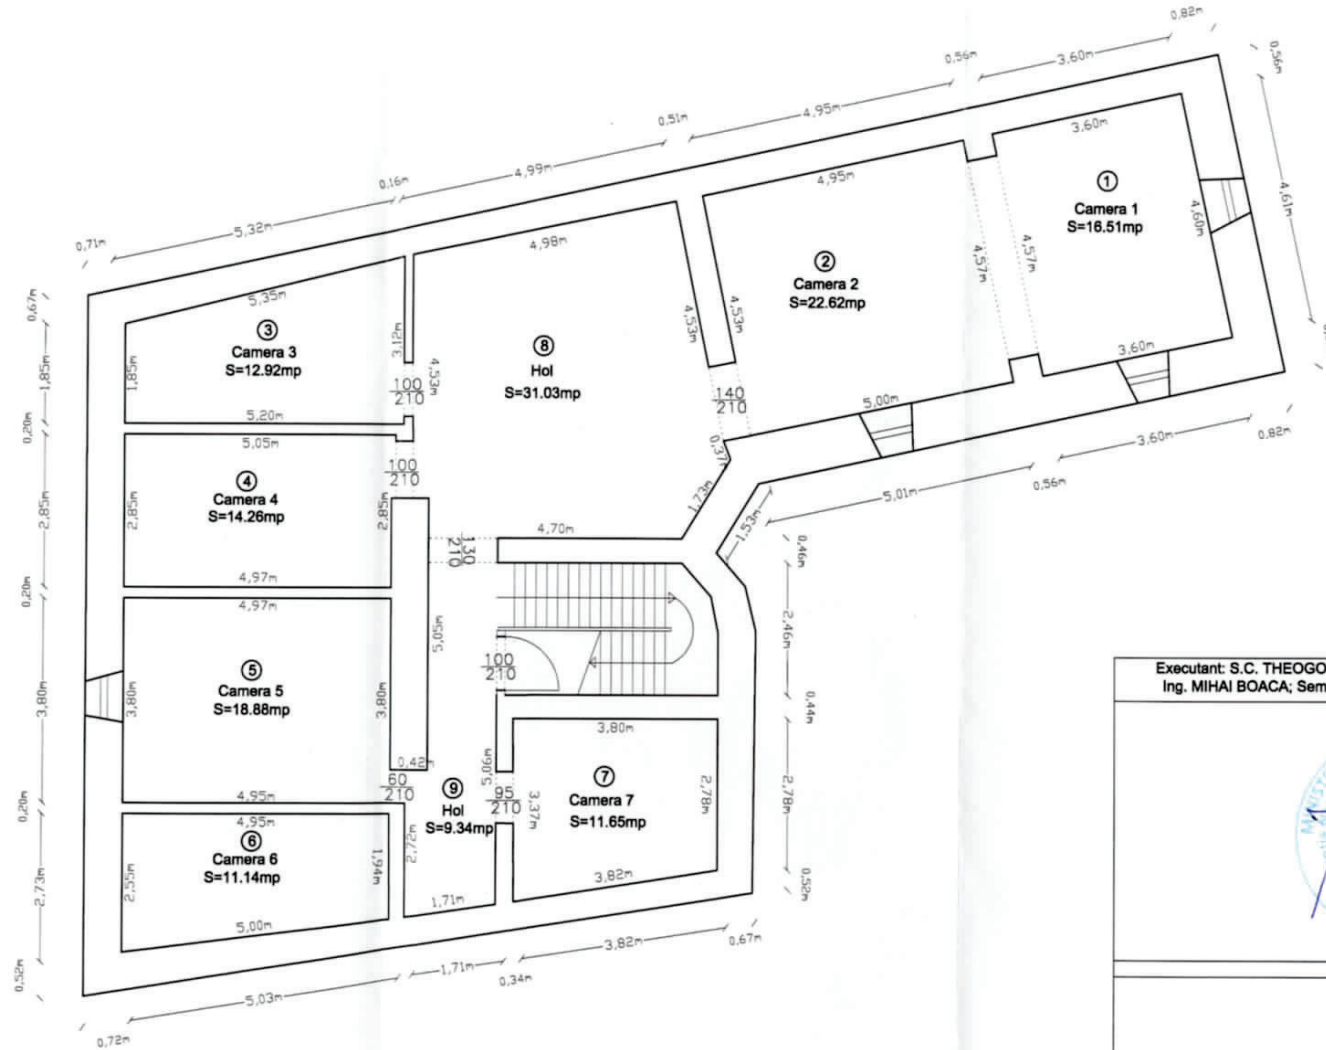 0,82m
0,56m
3,60m
0,56m
4,95m
0,51m
4,99m
0,16m
5,32m
0,71m
3,60m
4,95m
4,98m
5,35m
1
Camera 1
S=16.51mp
4,60m
4,61m
4,57m
4,57m
2
Camera 2
S=22.62mp
4,53m
4,53m
3
Camera 3
S=12.92mp
3,12m
4,53m
100
210
8
Hol
S=31.03mp
0,67m
1,85m
1,85m
0,20m
5,20m
5,05m
3,60m
5,00m
140
210
0,37m
3,60m
0,82m
5,01m
0,56m
1,73m
1,53m
4
Camera 4
S=14.26mp
100
210
2,85m
2,85m
2,85m
4,97m
4,97m
0,20m
4,70m
130
210
0,46m
2,46m
0,44m
5,05m
100
210
5
Camera 5
S=18.88mp
3,80m
3,80m
3,80m
0,42m
60
210
4,95m
4,95m
0,20m
5,09m
95
210
3,80m
7
Camera 7
S=11.65mp
3,37m
2,78m
2,78m
3,82m
0,52m
9
Hol
S=9.34mp
2,72m
1,71m
6
Camera 6
S=11.14mp
1,94m
2,55m
2,73m
5,00m
0,52m
3,82m
0,67m
1,71m
0,34m
5,03m
0,72m
Executant: S.C. THEOGO
Ing. MIHAI BOACA; Sem